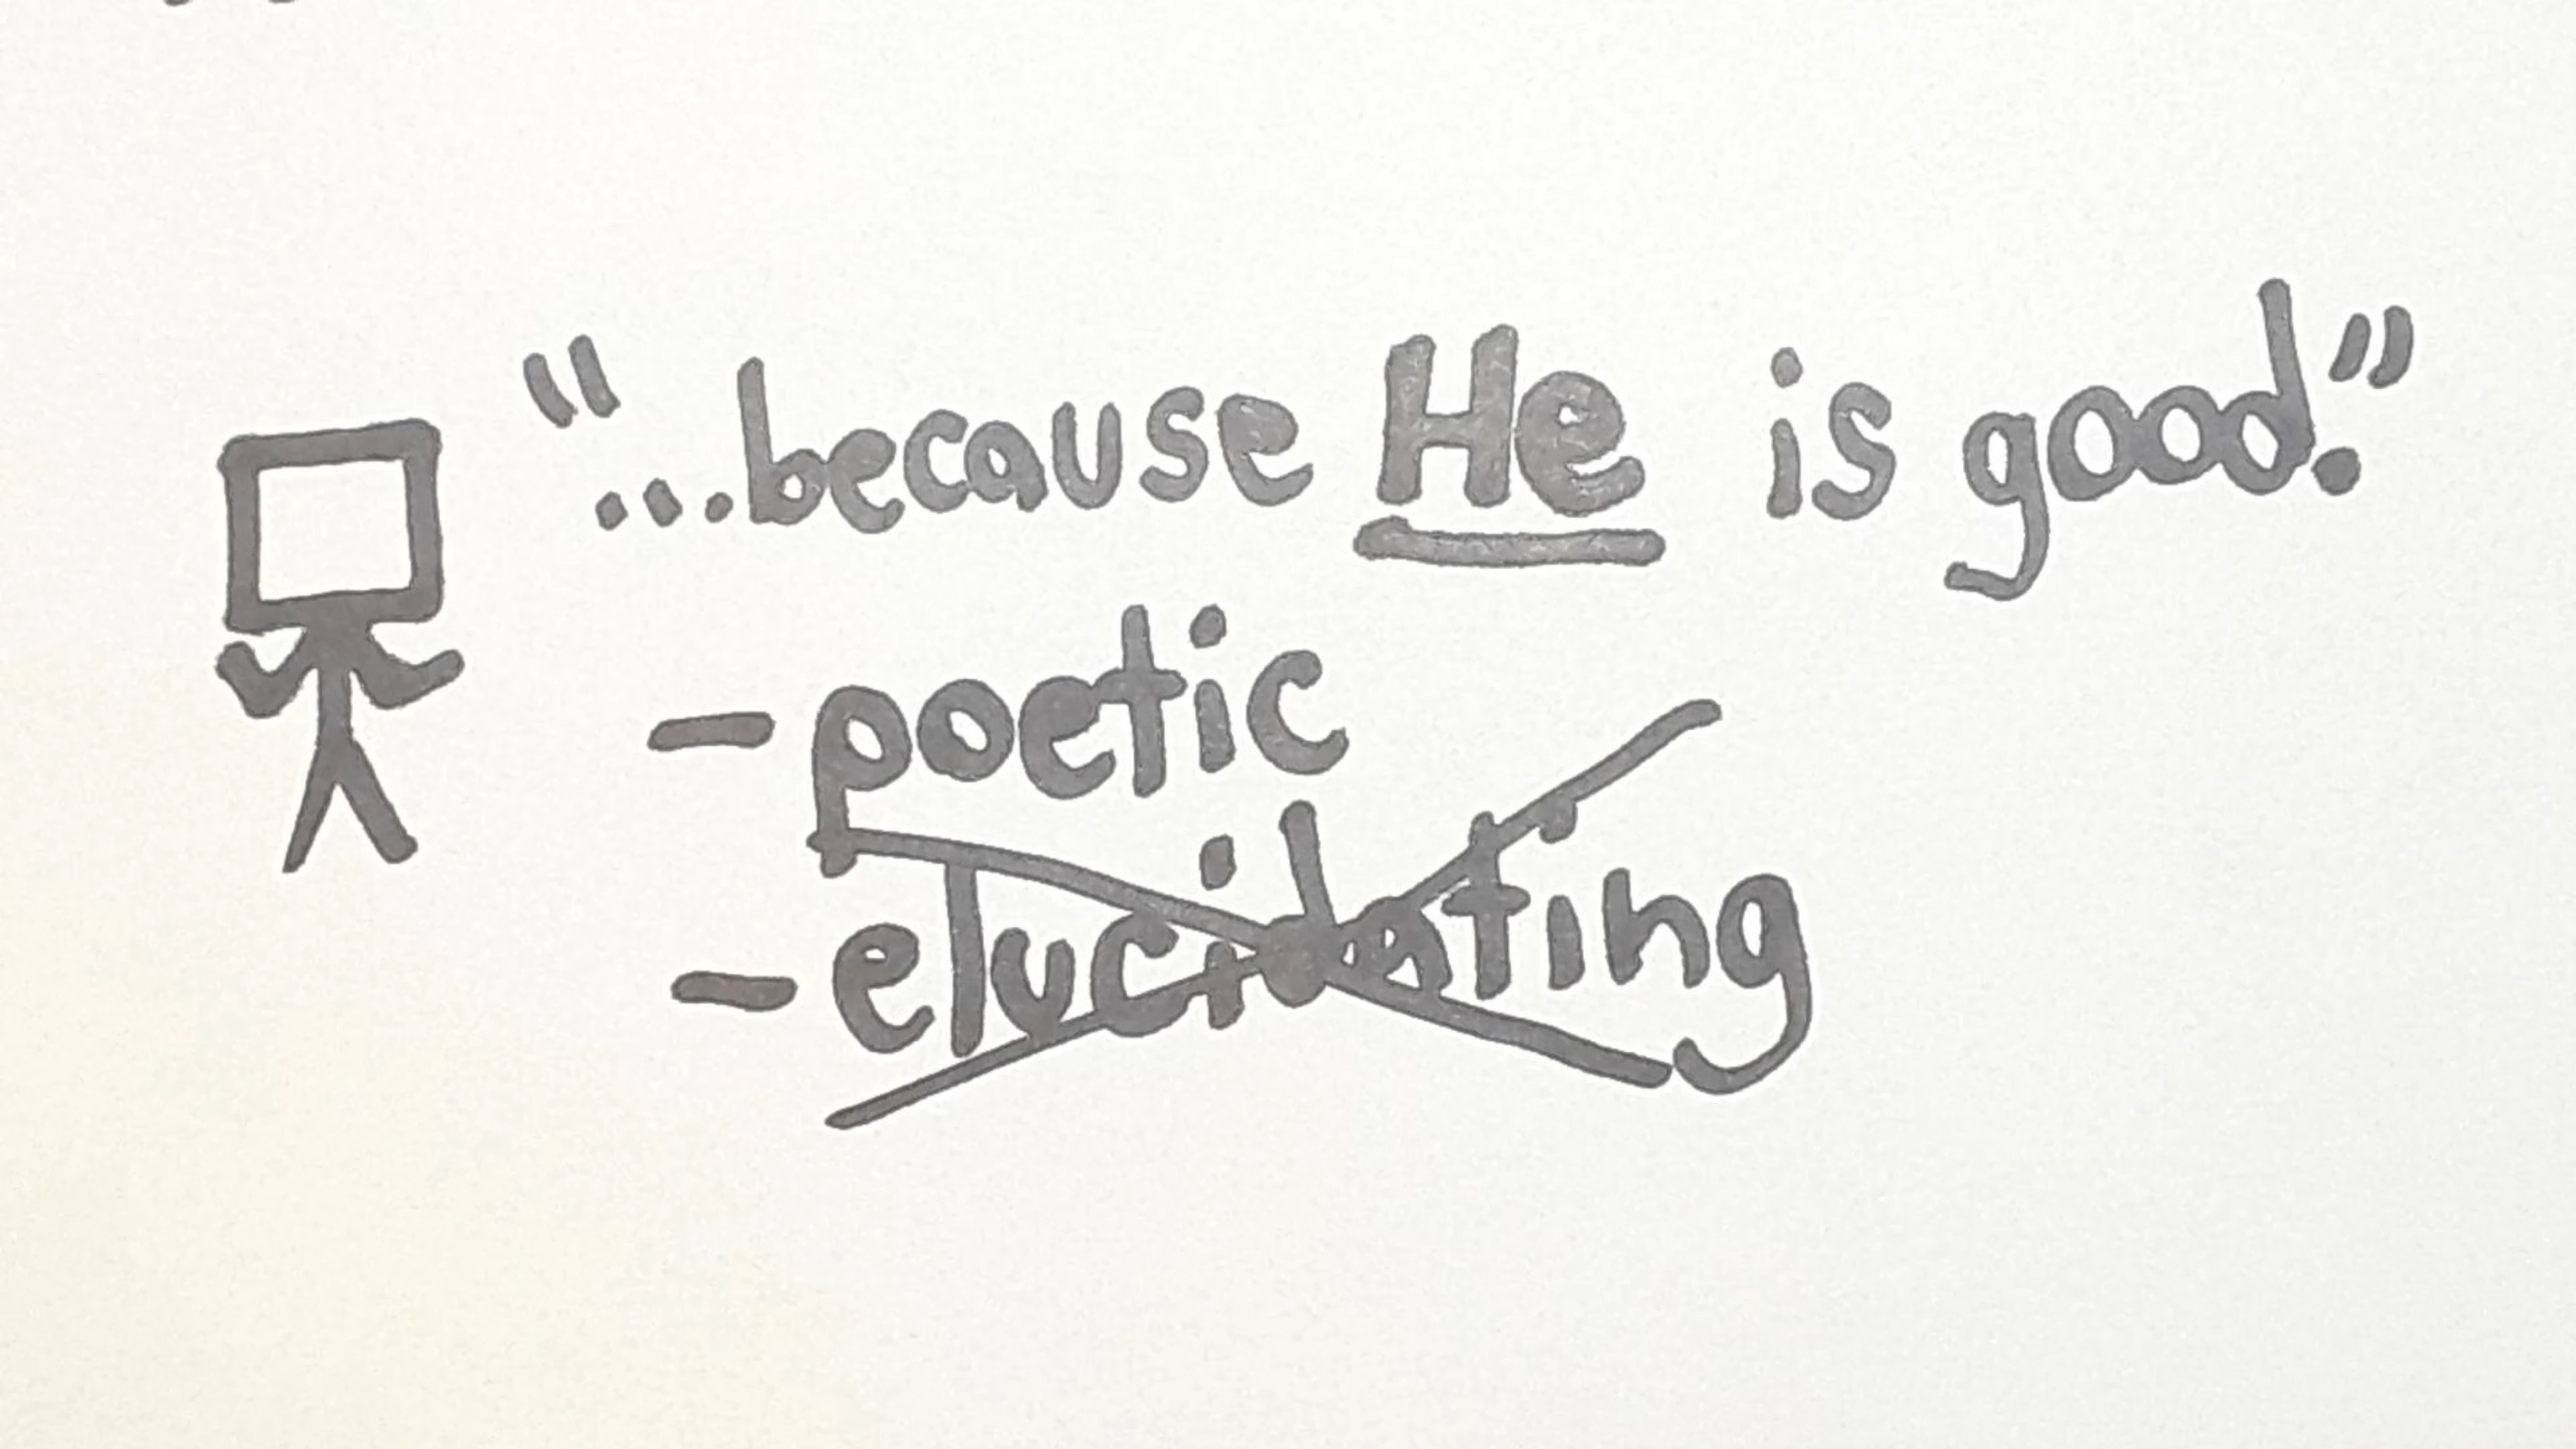 "...because He is good."
- poetic
- elucidating